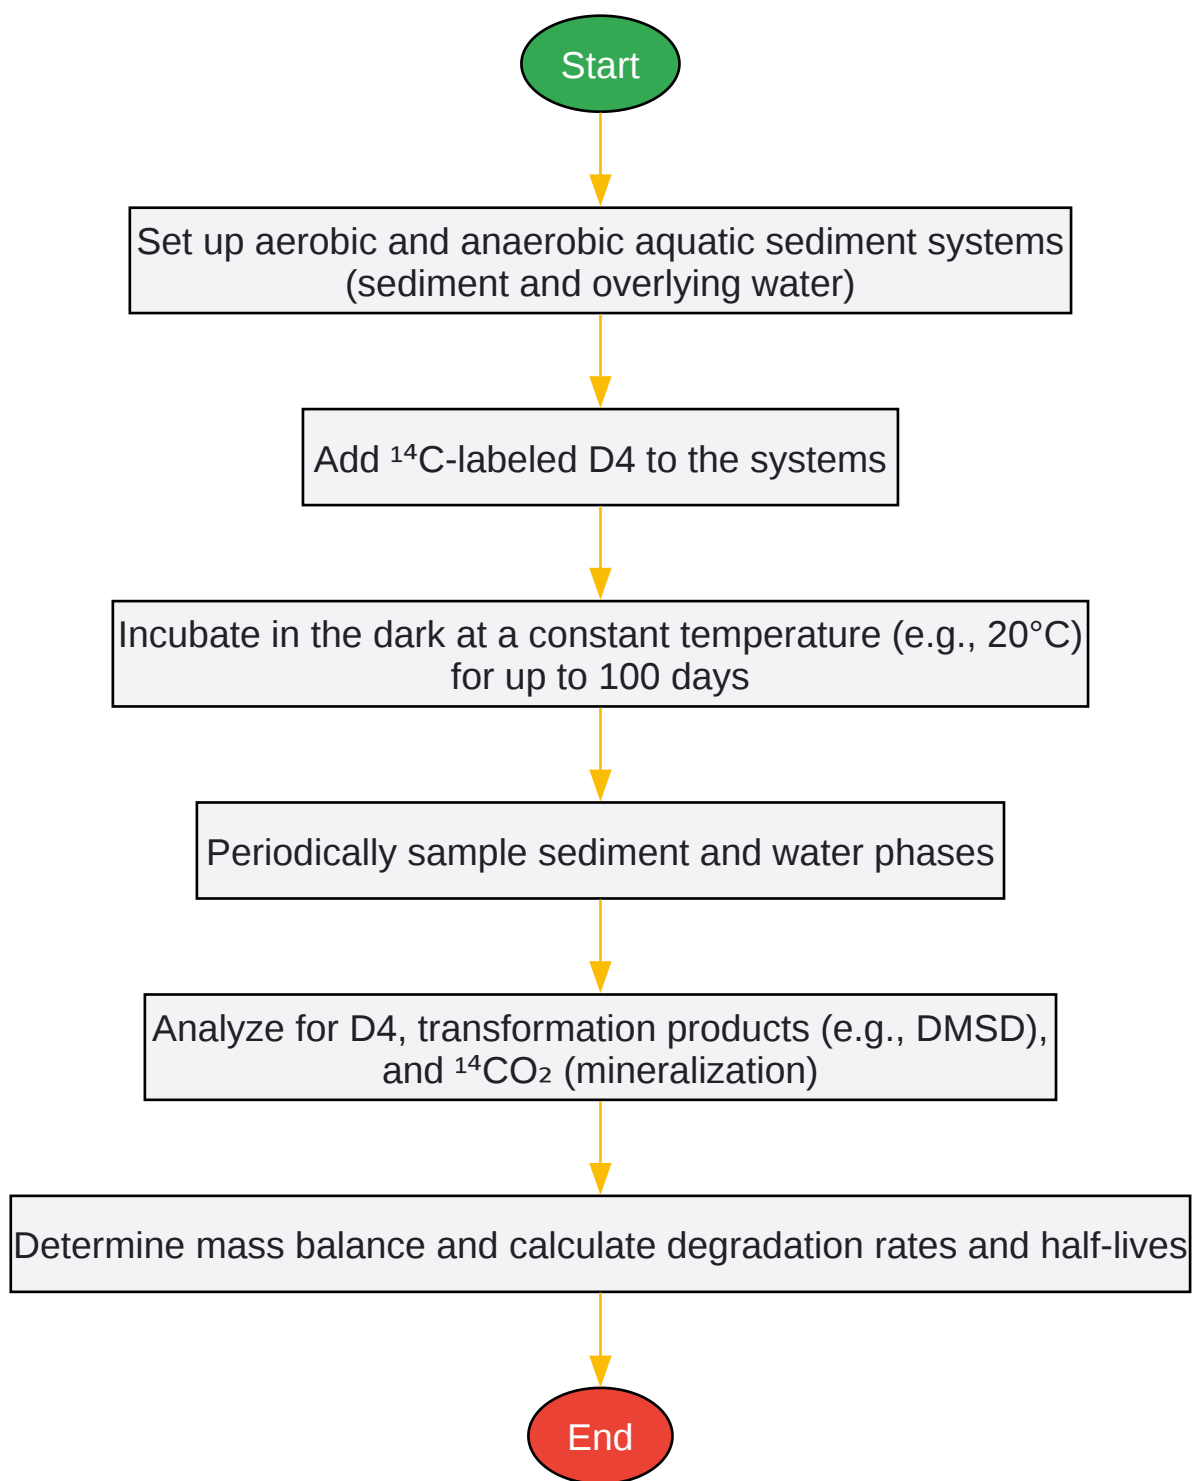 Start
Set up aerobic and anaerobic aquatic sediment systems
(sediment and overlying water)
Add ¹⁴C-labeled D4 to the systems
Incubate in the dark at a constant temperature (e.g., 20°C)
for up to 100 days
Periodically sample sediment and water phases
Analyze for D4, transformation products (e.g., DMSD),
and ¹⁴CO₂ (mineralization)
Determine mass balance and calculate degradation rates and half-lives
End